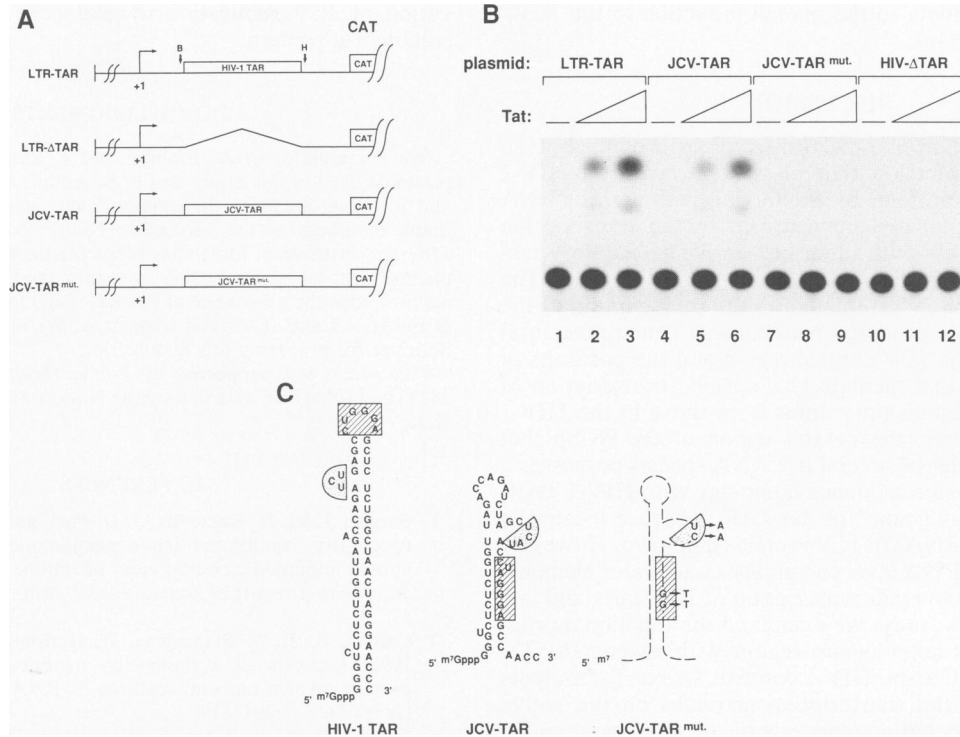 A
CAT
B H
LTR-TAR HIV-1 TAR CAT
+1
LTR-ΔTAR CAT
+1
JCV-TAR JCV-TAR CAT
+1
JCV-TAR mut. JCV-TAR mut. CAT
+1
B
plasmid: LTR-TAR JCV-TAR JCV-TAR mut. HIV-ΔTAR
Tat:
1 2 3 4 5 6 7 8 9 10 11 12
C
5' m7Gppp 3'
HIV-1 TAR
5' m7Gppp AACC 3'
JCV-TAR
U→A
C→A
G→T
G→T
5' m7
JCV-TAR mut.